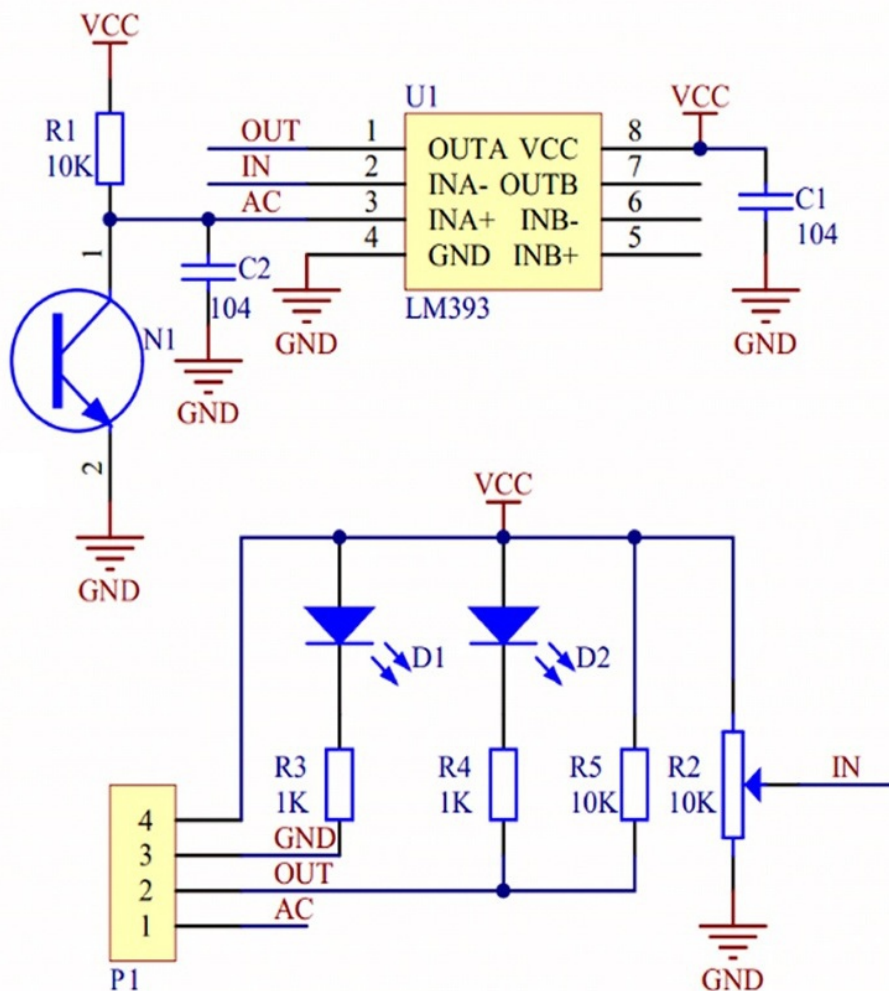 VCC
R1
10K
1
N1
2
GND
C2
104
GND
U1
OUT 1 OUTA VCC 8
IN 2 INA- OUTB 7
AC 3 INA+ INB- 6
4 GND INB+ 5
LM393
GND
VCC
C1
104
GND
VCC
D1
D2
R3
1K
R4
1K
R5
10K
R2
10K
IN
GND
4
3 GND
2 OUT
1 AC
P1